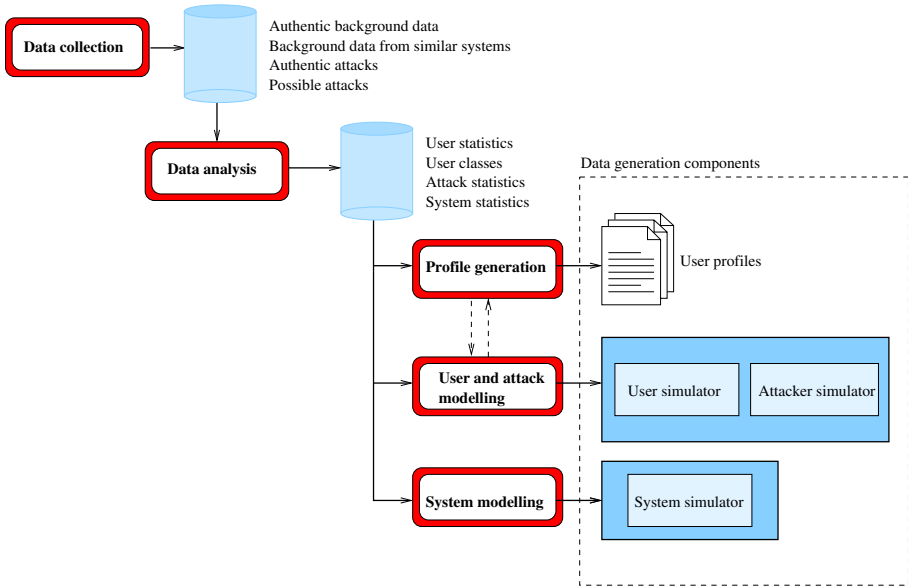 Data collection
Authentic background data
Background data from similar systems
Authentic attacks
Possible attacks
Data analysis
User statistics
User classes
Attack statistics
System statistics
Data generation components
Profile generation
User profiles
User and attack
modelling
User simulator
Attacker simulator
System modelling
System simulator